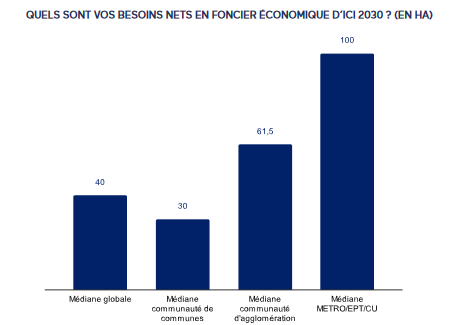 QUELS SONT VOS BESOINS NETS EN FONCIER ÉCONOMIQUE D'ICI 2030 ? (EN HA)
100
61,5
40
30
Médiane globale
Médiane
communauté de
communes
Médiane
communauté
d'agglomération
Médiane
METRO/EPT/CU